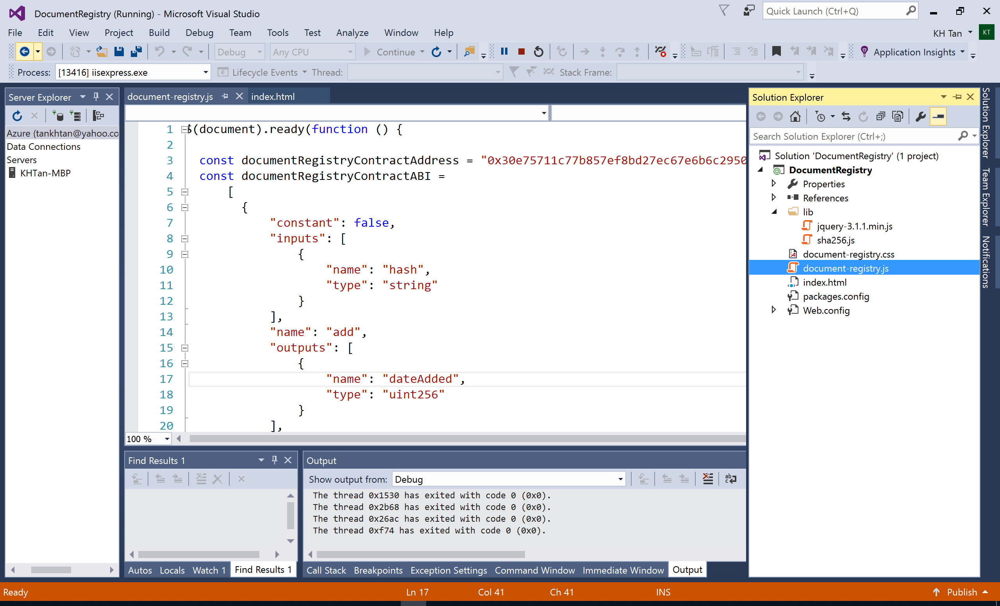 DocumentRegistry (Running) - Microsoft Visual Studio
Quick Launch (Ctrl+Q)
File Edit View Project Build Debug Team Tools Test Analyze Window Help
KH Tan KT
Debug Any CPU Continue Application Insights
Process: [13416] iisexpress.exe Lifecycle Events Thread: Stack Frame:
Server Explorer
Azure (tankhtan@yahoo.co
Data Connections
Servers
KHTan-MBP
document-registry.js index.html
1 $(document).ready(function () {
2
3 const documentRegistryContractAddress = "0x30e75711c77b857ef8bd27ec67e6b6c2950
4 const documentRegistryContractABI =
5 [
6 {
7 "constant": false,
8 "inputs": [
9 {
10 "name": "hash",
11 "type": "string"
12 }
13 ],
14 "name": "add",
15 "outputs": [
16 {
17 "name": "dateAdded",
18 "type": "uint256"
19 }
20 ],
100 %
Find Results 1
Autos Locals Watch 1 Find Results 1
Output
Show output from: Debug
The thread 0x1530 has exited with code 0 (0x0).
The thread 0x2b68 has exited with code 0 (0x0).
The thread 0x26ac has exited with code 0 (0x0).
The thread 0xf74 has exited with code 0 (0x0).
Call Stack Breakpoints Exception Settings Command Window Immediate Window Output
Solution Explorer
Search Solution Explorer (Ctrl+;)
Solution 'DocumentRegistry' (1 project)
DocumentRegistry
Properties
References
lib
jquery-3.1.1.min.js
sha256.js
document-registry.css
document-registry.js
index.html
packages.config
Web.config
Solution Explorer
Team Explorer
Notifications
Ready Ln 17 Col 41 Ch 41 INS Publish